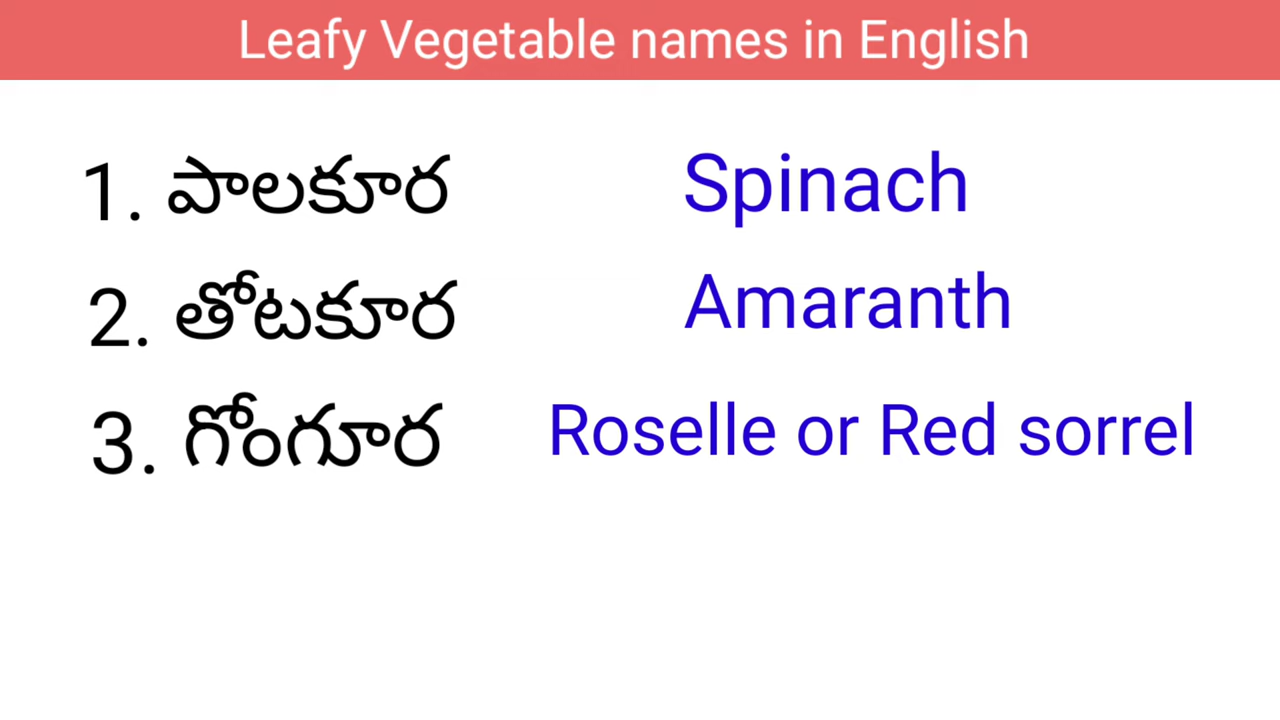 Leafy Vegetable names in English
1. పాలకూర Spinach
2. తోటకూర Amaranth
3. గోంగూర Roselle or Red sorrel